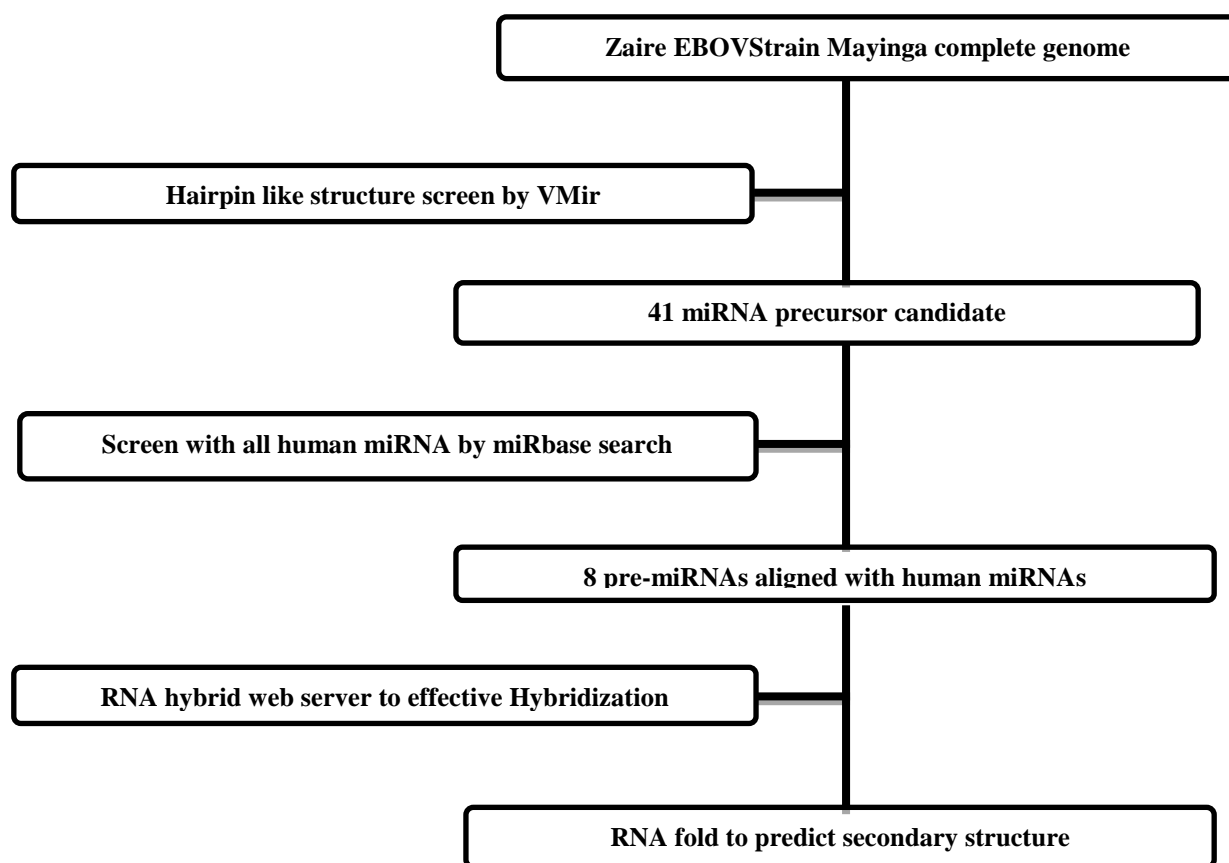 Zaire EBOVStrain Mayinga complete genome
Hairpin like structure screen by VMir
41 miRNA precursor candidate
Screen with all human miRNA by miRbase search
8 pre-miRNAs aligned with human miRNAs
RNA hybrid web server to effective Hybridization
RNA fold to predict secondary structure